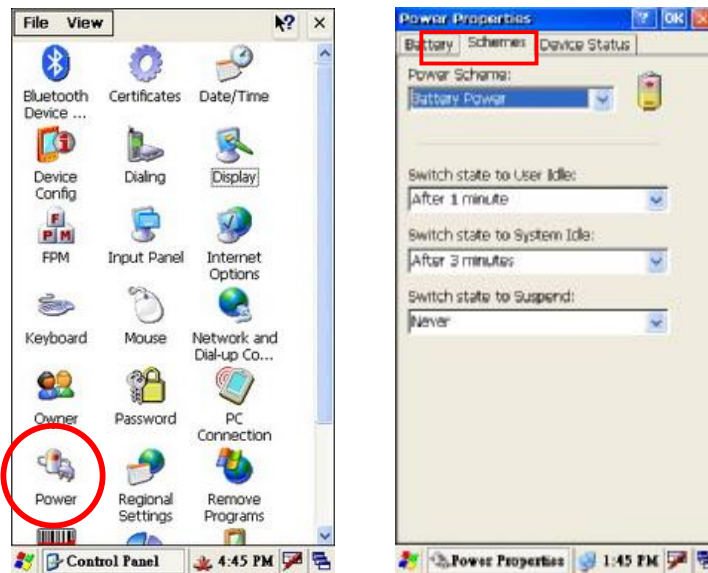 File View
Bluetooth Device ...
Certificates
Date/Time
Device Config
Dialing
Display
F
P M
FPM
Input Panel
Internet Options
Keyboard
Mouse
Network and Dial-up Co...
Owner
Password
PC Connection
Power
Regional Settings
Remove Programs
Control Panel
4:45 PM
Power Properties ? OK
Battery Schemes Device Status
Power Scheme:
Battery Power
Switch state to User Idle:
After 1 minute
Switch state to System Idle:
After 3 minutes
Switch state to Suspend:
Never
Power Properties
1:45 PM